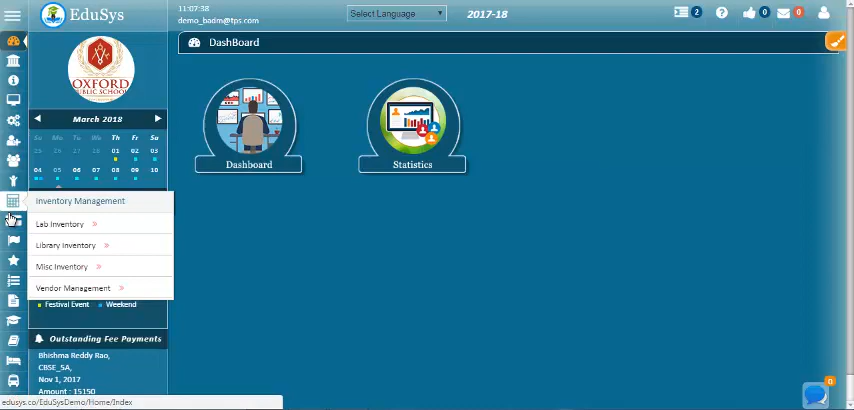 EduSys
11:07:38
demo_badm@tps.com
Select Language
2017-18
2
0
0
DashBoard
OXFORD
PUBLIC SCHOOL
March 2018
Su Mo Tu We Th Fr Sa
25 26 27 28 01 02 03
04 05 06 07 08 09 10
Dashboard
Statistics
Inventory Management
Lab Inventory »
Library Inventory »
Misc Inventory »
Vendor Management »
Festival Event Weekend
Outstanding Fee Payments
Bhishma Reddy Rao,
CBSE_5A,
Nov 1, 2017
Amount : 15150
edusys.co/EduSysDemo/Home/Index
0